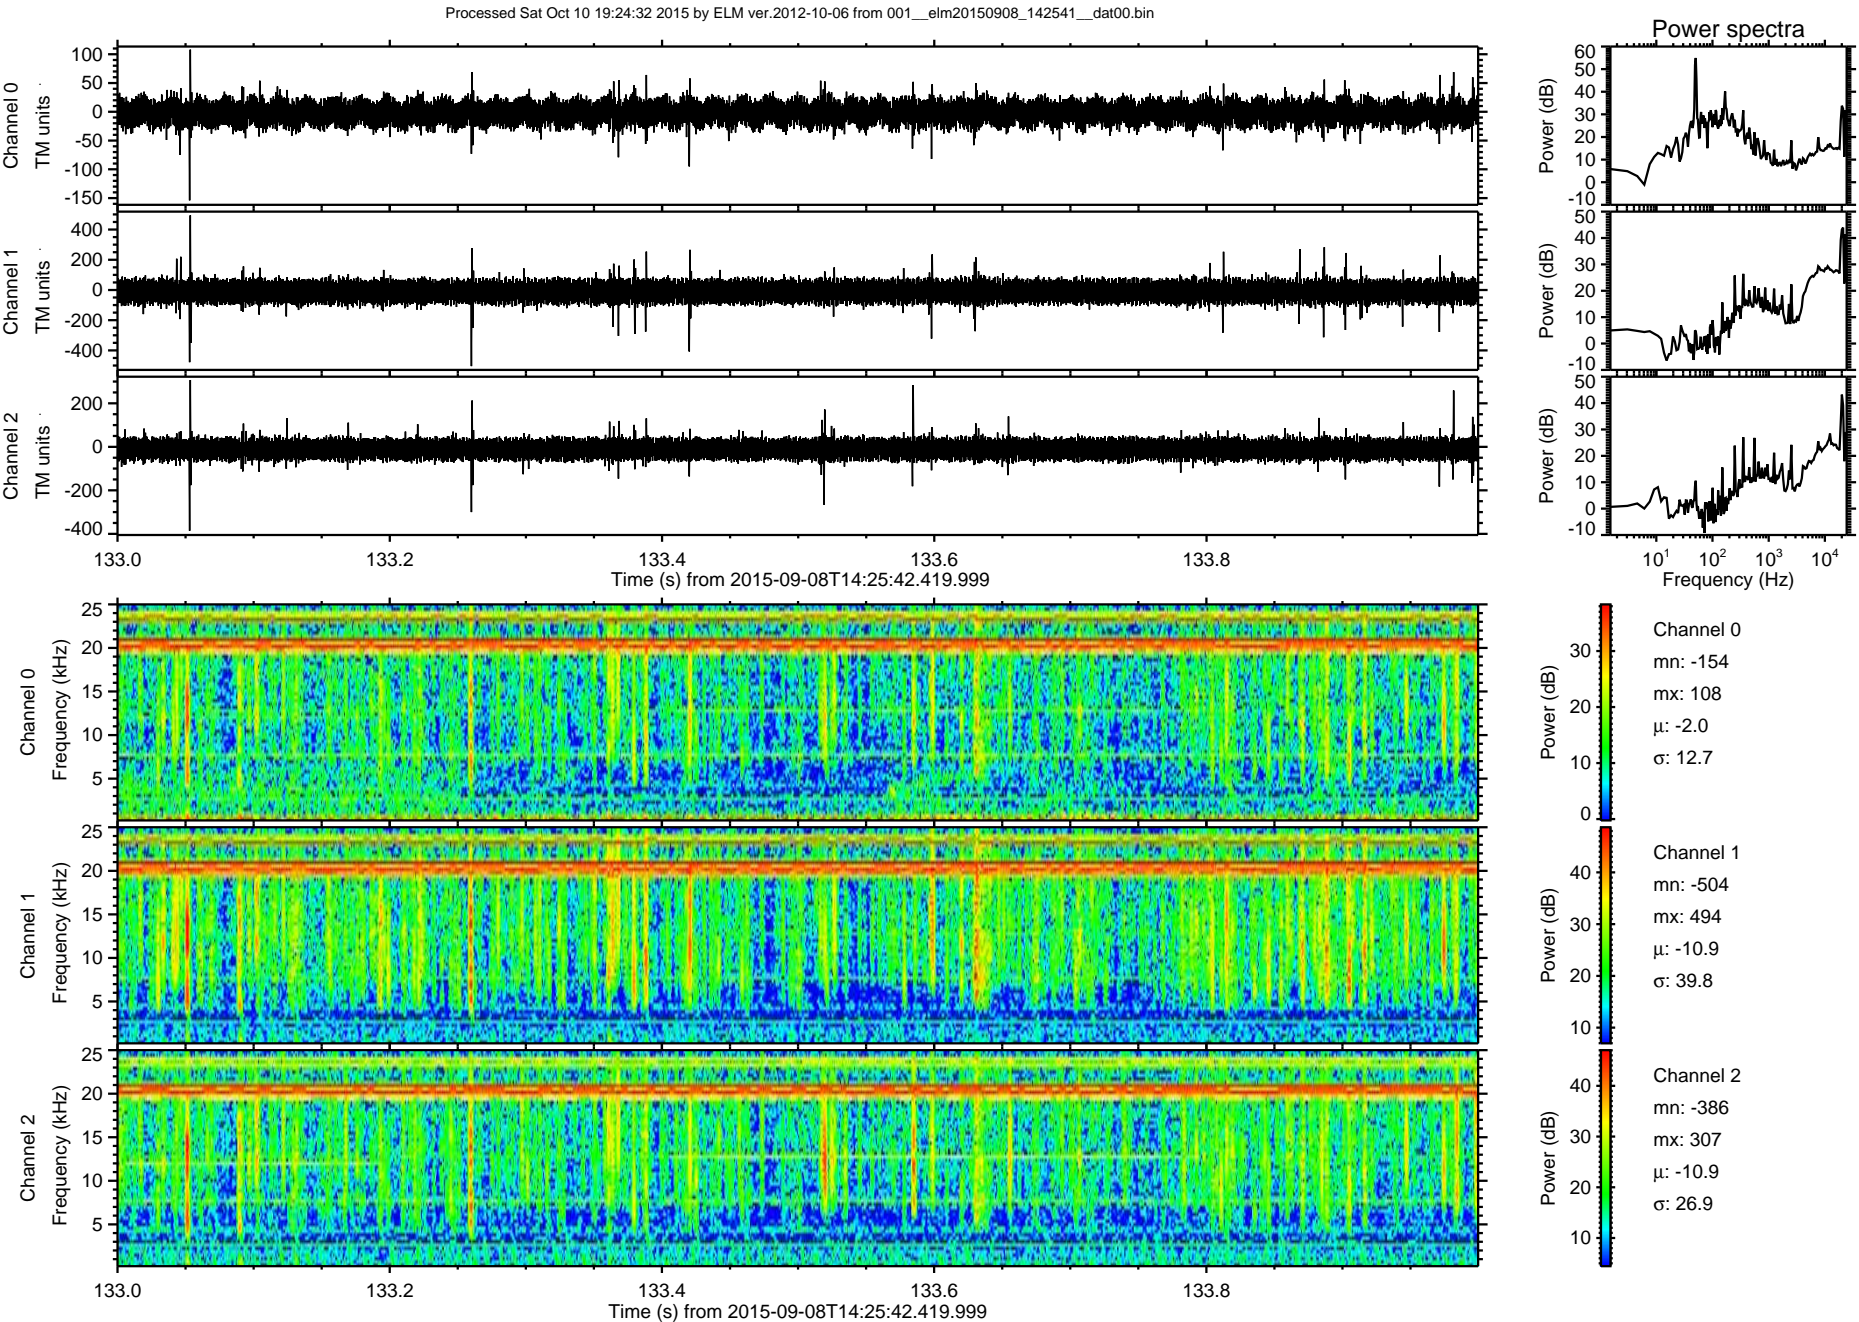 Processed Sat Oct 10 19:24:32 2015 by ELM ver.2012-10-06 from 001__elm20150908_142541__dat00.bin
Power spectra
Channel 0
TM units
100
50
0
-50
-100
-150
Power (dB)
60
50
40
30
20
10
0
-10
Channel 1
TM units
400
200
0
-200
-400
Power (dB)
50
40
30
20
10
0
-10
Channel 2
TM units
200
0
-200
-400
Power (dB)
50
40
30
20
10
0
-10
133.0 133.2 133.4 133.6 133.8
Time (s) from 2015-09-08T14:25:42.419.999
10¹ 10² 10³ 10⁴
Frequency (Hz)
Channel 0
Frequency (kHz)
25
20
15
10
5
Power (dB)
30
20
10
0
Channel 0
mn: -154
mx: 108
μ: -2.0
σ: 12.7
Channel 1
Frequency (kHz)
25
20
15
10
5
Power (dB)
40
30
20
10
Channel 1
mn: -504
mx: 494
μ: -10.9
σ: 39.8
Channel 2
Frequency (kHz)
25
20
15
10
5
Power (dB)
40
30
20
10
Channel 2
mn: -386
mx: 307
μ: -10.9
σ: 26.9
133.0 133.2 133.4 133.6 133.8
Time (s) from 2015-09-08T14:25:42.419.999